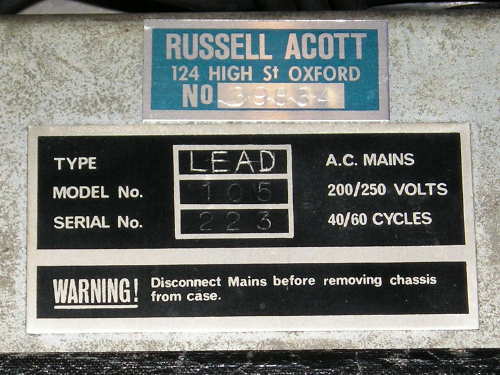 RUSSELL ACOTT
124 HIGH St OXFORD
No 39834
TYPE LEAD A.C. MAINS
MODEL No. 105 200/250 VOLTS
SERIAL No. 223 40/60 CYCLES
WARNING! Disconnect Mains before removing chassis
from case.